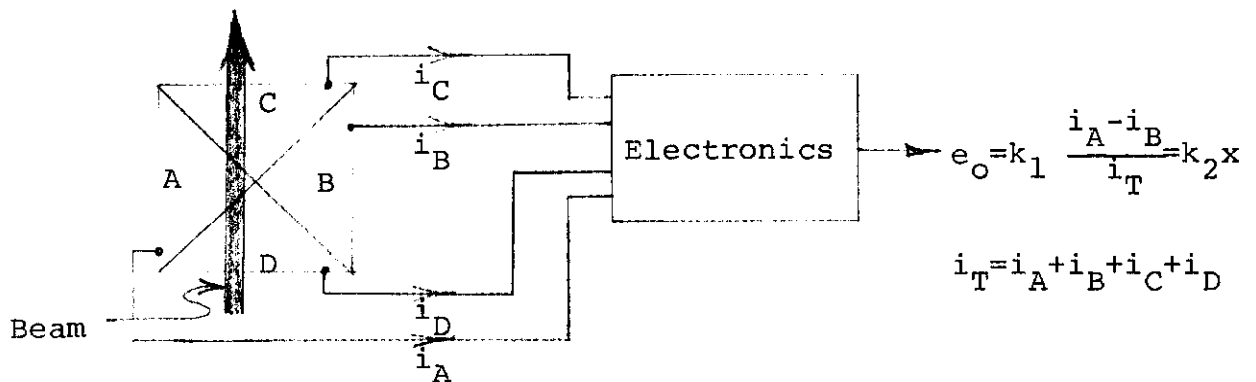 C
i_C
A
B
i_B
Electronics
e_o=k_1 (i_A-i_B)/i_T=k_2x
D
i_T=i_A+i_B+i_C+i_D
Beam
i_D
i_A